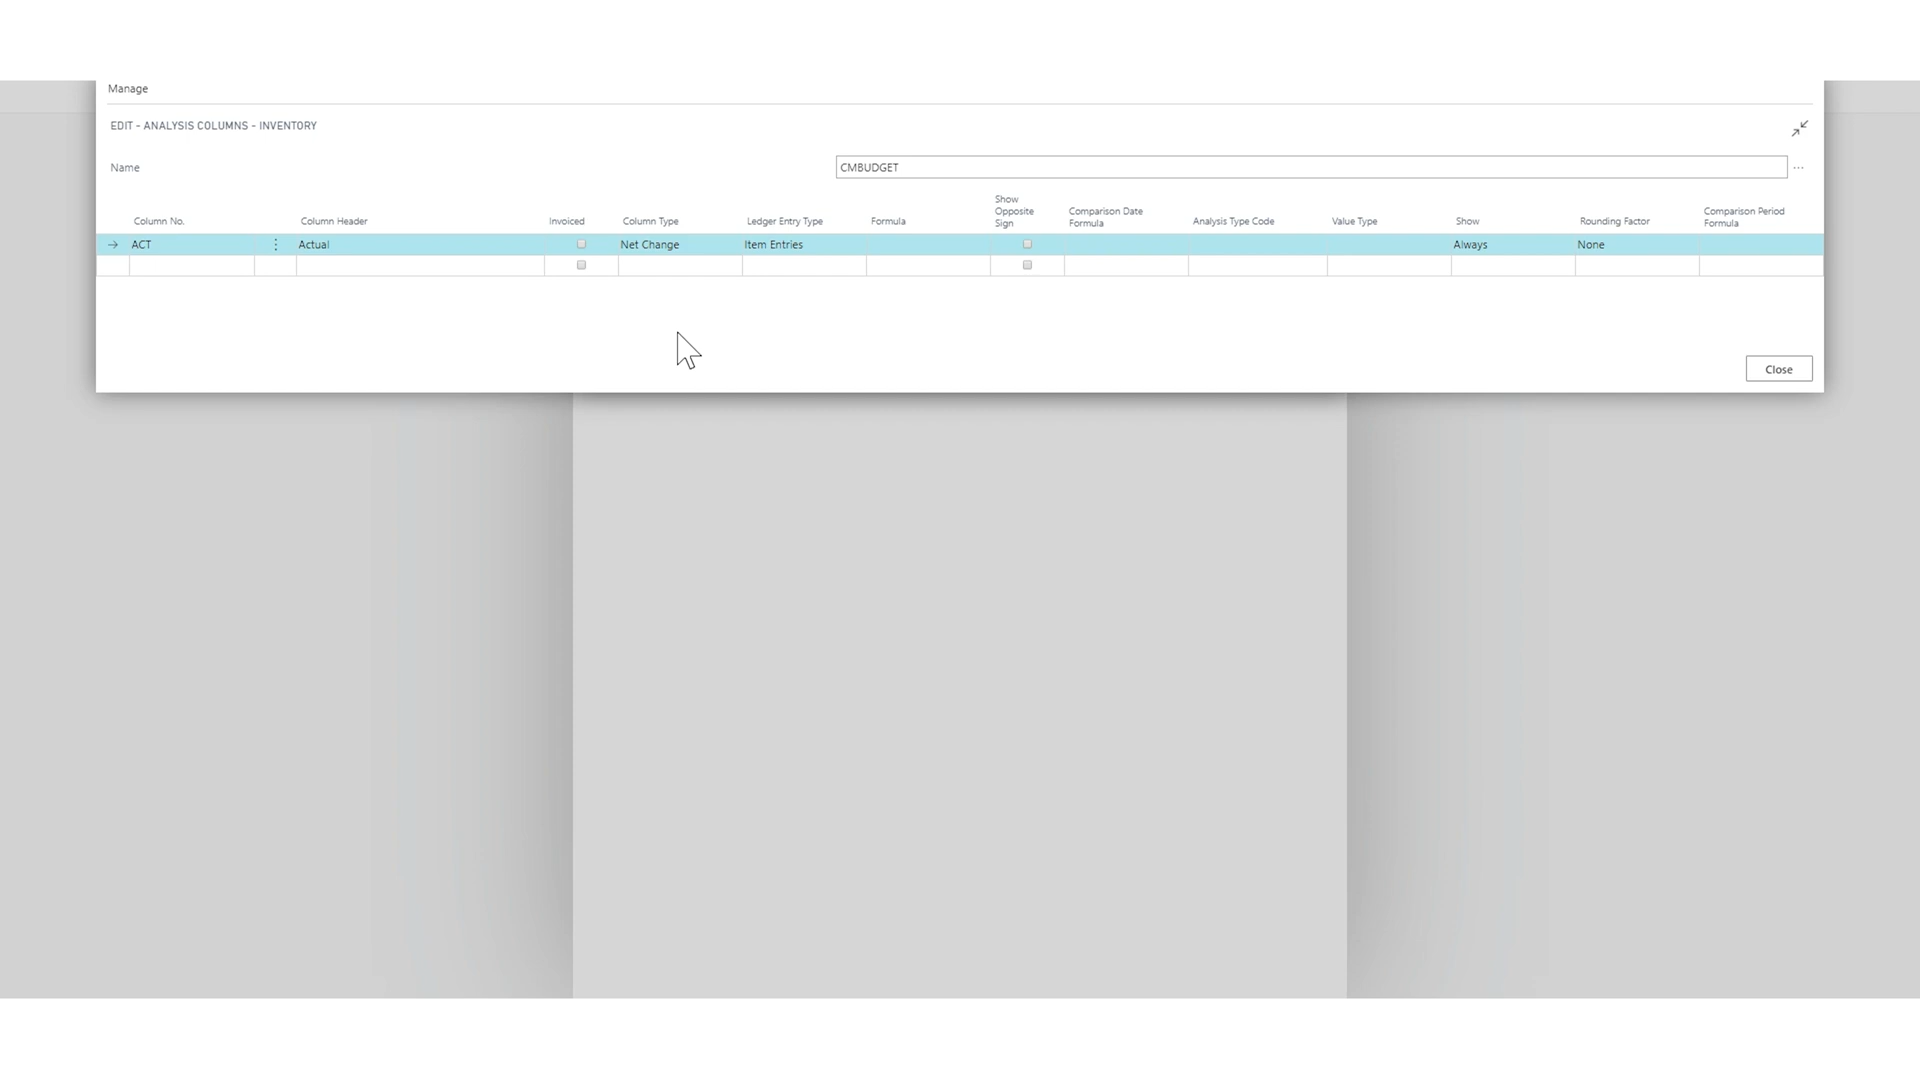 Manage
EDIT - ANALYSIS COLUMNS - INVENTORY
Name CMBUDGET ...
Column No. Column Header Invoiced Column Type Ledger Entry Type Formula Show Opposite Sign Comparison Date Formula Analysis Type Code Value Type Show Rounding Factor Comparison Period Formula
ACT Actual Net Change Item Entries Always None
Close